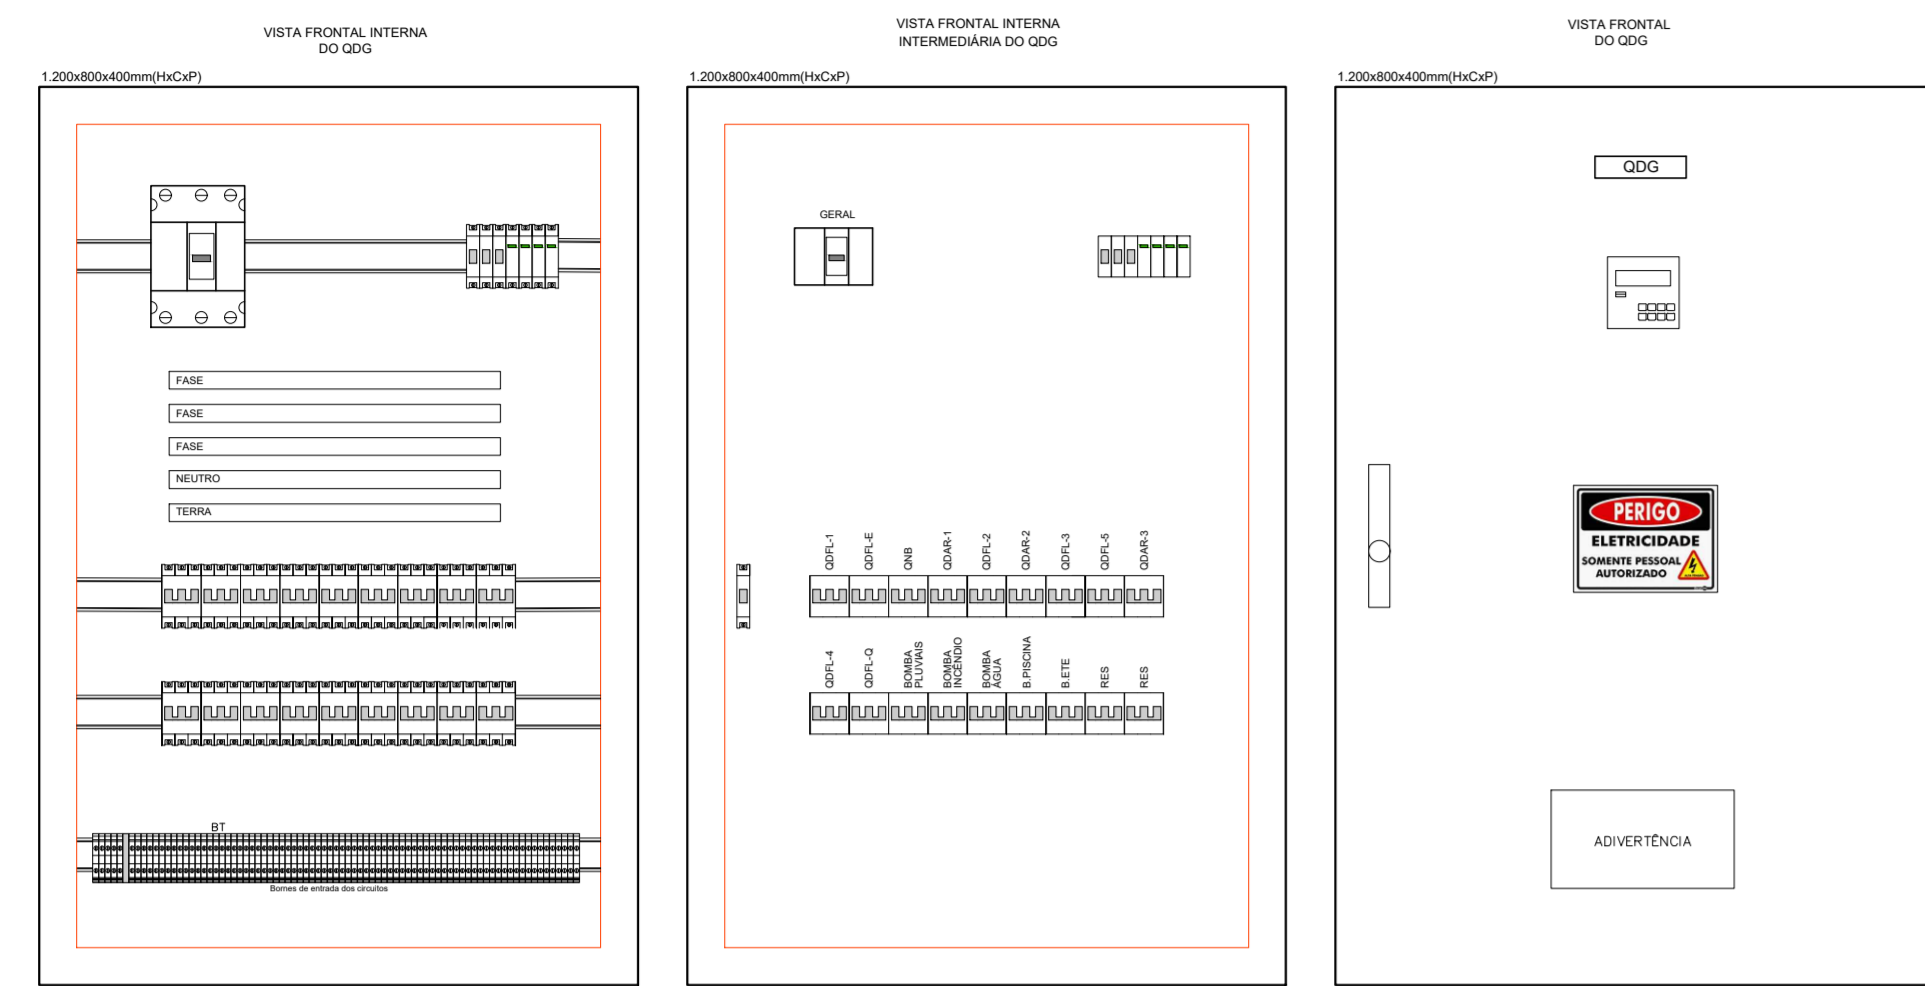 VISTA FRONTAL INTERNA
DO QDG
1.200x800x400mm(HxCxP)
FASE
FASE
FASE
NEUTRO
TERRA
BT
Bornes de entrada dos circuitos
VISTA FRONTAL INTERNA
INTERMEDIÁRIA DO QDG
1.200x800x400mm(HxCxP)
GERAL
QDFL-1
QDFL-E
QNB
QDAR-1
QDFL-2
QDAR-2
QDFL-3
QDFL-5
QDAR-3
QDFL-4
QDFL-Q
BOMBA
PLUVIAIS
BOMBA
INCÊNDIO
BOMBA
ÁGUA
B.PISCINA
B.ETE
RES
RES
VISTA FRONTAL
DO QDG
1.200x800x400mm(HxCxP)
QDG
PERIGO
ELETRICIDADE
SOMENTE PESSOAL
AUTORIZADO
ADIVERTÊNCIA